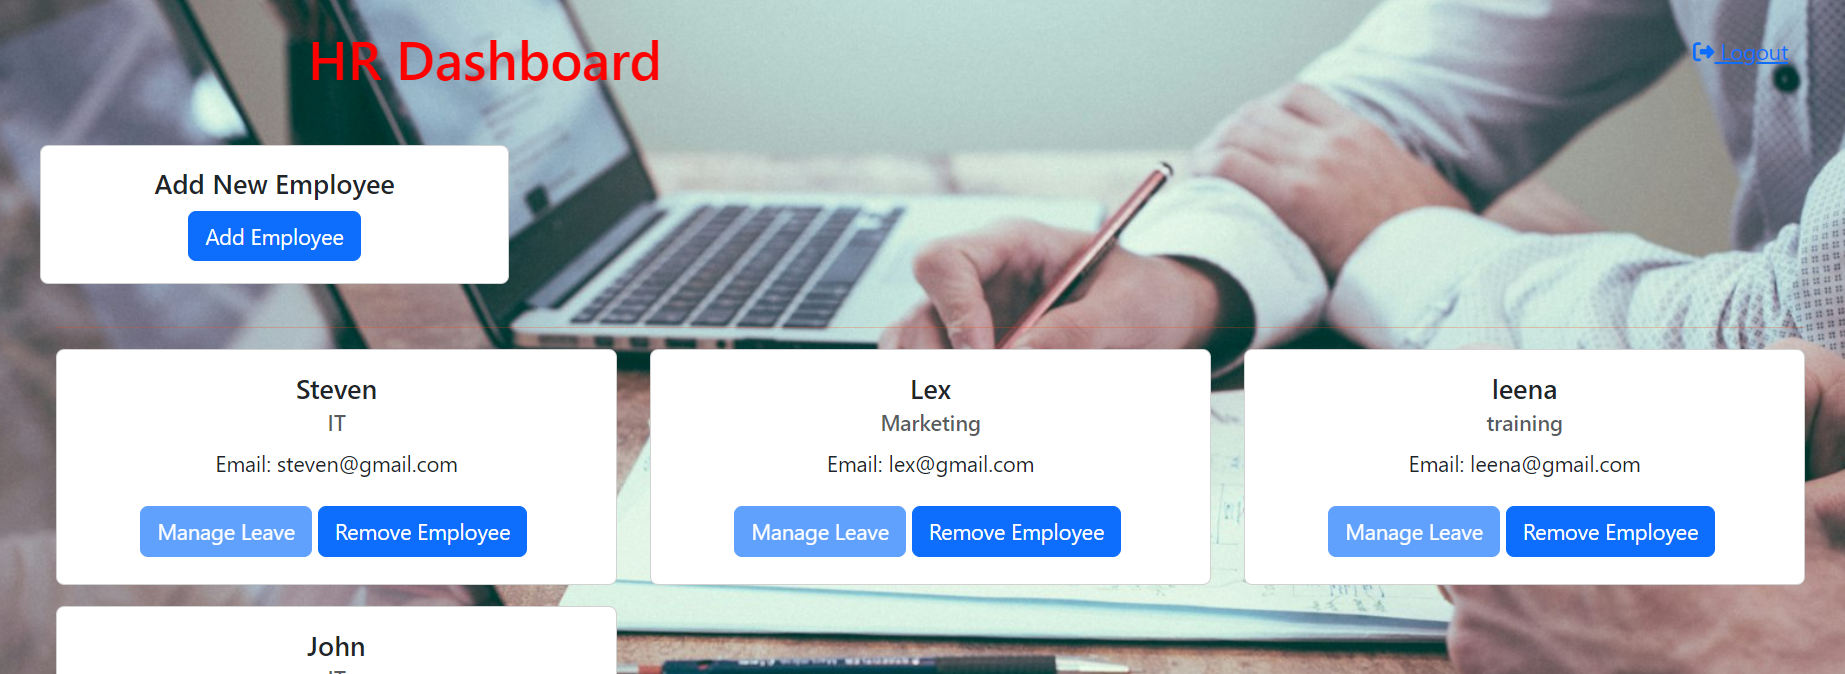 HR Dashboard
Logout
Add New Employee
Add Employee
Steven
IT
Email: steven@gmail.com
Manage Leave Remove Employee
Lex
Marketing
Email: lex@gmail.com
Manage Leave Remove Employee
leena
training
Email: leena@gmail.com
Manage Leave Remove Employee
John
IT